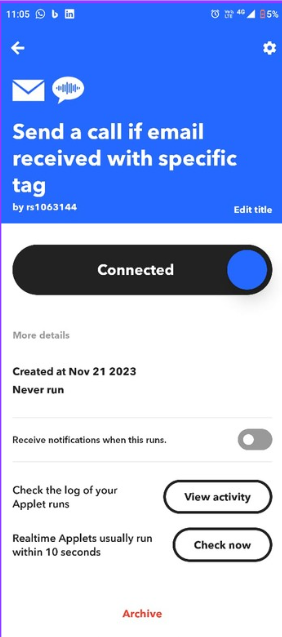 11:05 5%
Send a call if email
received with specific
tag
by rs1063144 Edit title
Connected
More details
Created at Nov 21 2023
Never run
Receive notifications when this runs.
Check the log of your
Applet runs
View activity
Realtime Applets usually run
within 10 seconds
Check now
Archive